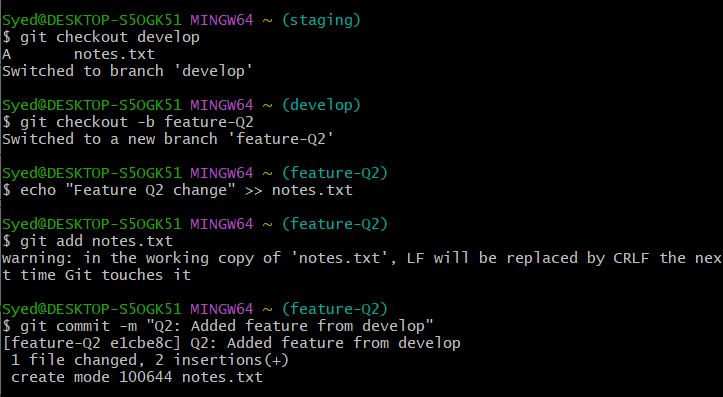 Syed@DESKTOP-S5OGK51 MINGW64 ~ (staging)
$ git checkout develop
A       notes.txt
Switched to branch 'develop'
Syed@DESKTOP-S5OGK51 MINGW64 ~ (develop)
$ git checkout -b feature-Q2
Switched to a new branch 'feature-Q2'
Syed@DESKTOP-S5OGK51 MINGW64 ~ (feature-Q2)
$ echo "Feature Q2 change" >> notes.txt
Syed@DESKTOP-S5OGK51 MINGW64 ~ (feature-Q2)
$ git add notes.txt
warning: in the working copy of 'notes.txt', LF will be replaced by CRLF the nex
t time Git touches it
Syed@DESKTOP-S5OGK51 MINGW64 ~ (feature-Q2)
$ git commit -m "Q2: Added feature from develop"
[feature-Q2 e1cbe8c] Q2: Added feature from develop
 1 file changed, 2 insertions(+)
 create mode 100644 notes.txt